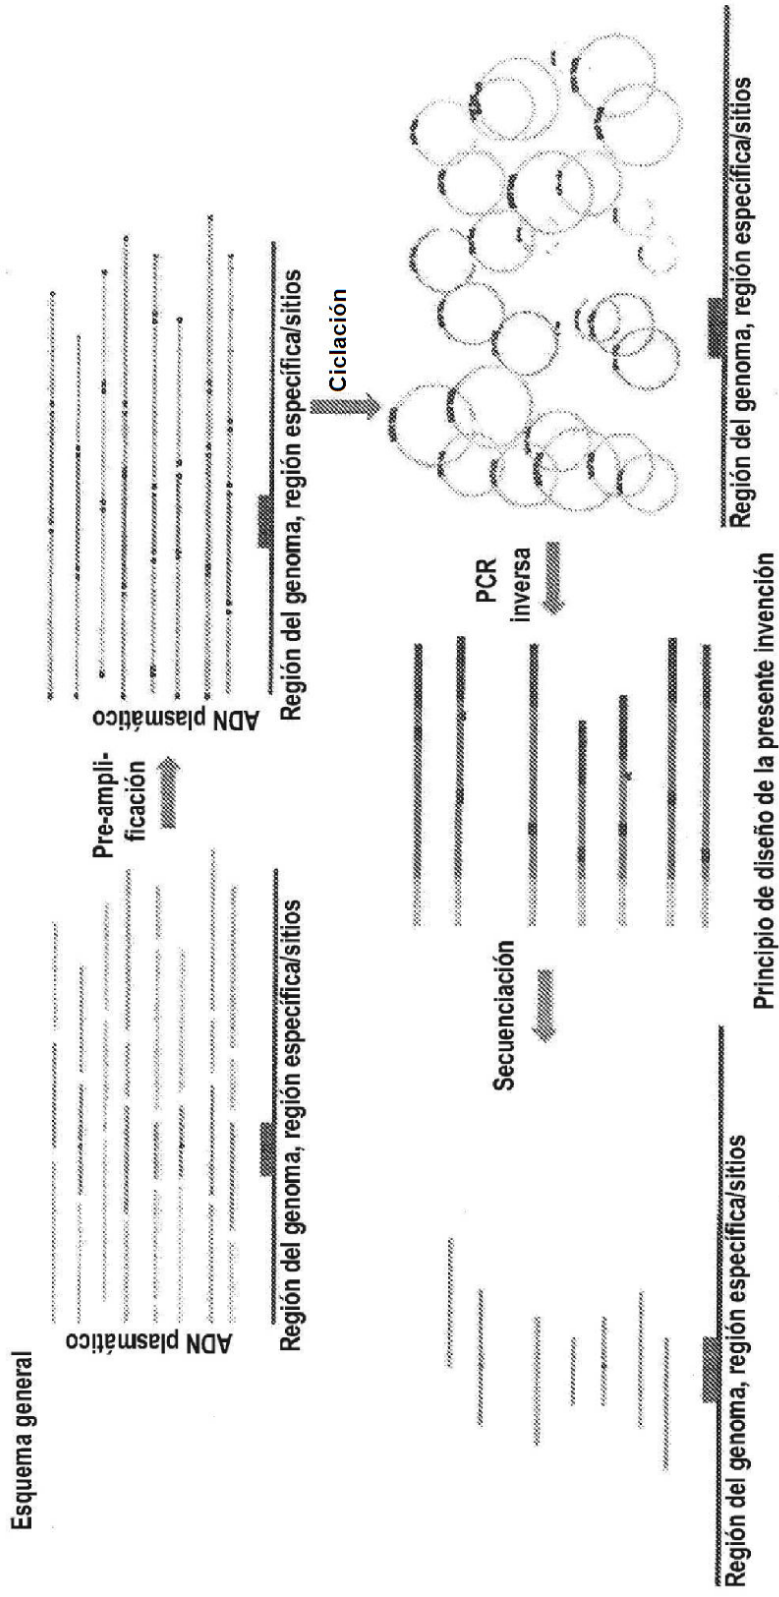 Esquema general
ADN plasmático
Región del genoma, región específica/sitios
Pre-ampli-
ficación
ADN plasmático
Región del genoma, región específica/sitios
Ciclación
Región del genoma, región específica/sitios
PCR
inversa
Secuenciación
Región del genoma, región específica/sitios
Principio de diseño de la presente invención